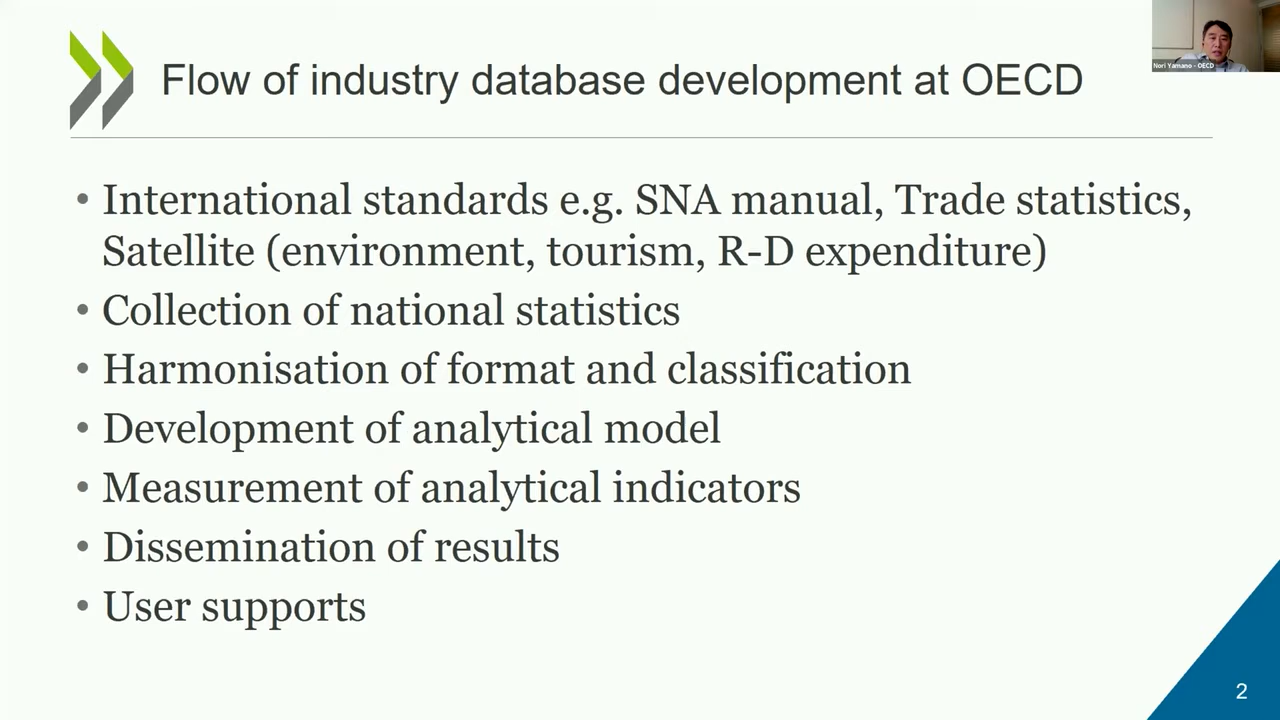 Flow of industry database development at OECD
Nori Yamano - OECD
• International standards e.g. SNA manual, Trade statistics,
Satellite (environment, tourism, R-D expenditure)
• Collection of national statistics
• Harmonisation of format and classification
• Development of analytical model
• Measurement of analytical indicators
• Dissemination of results
• User supports
2